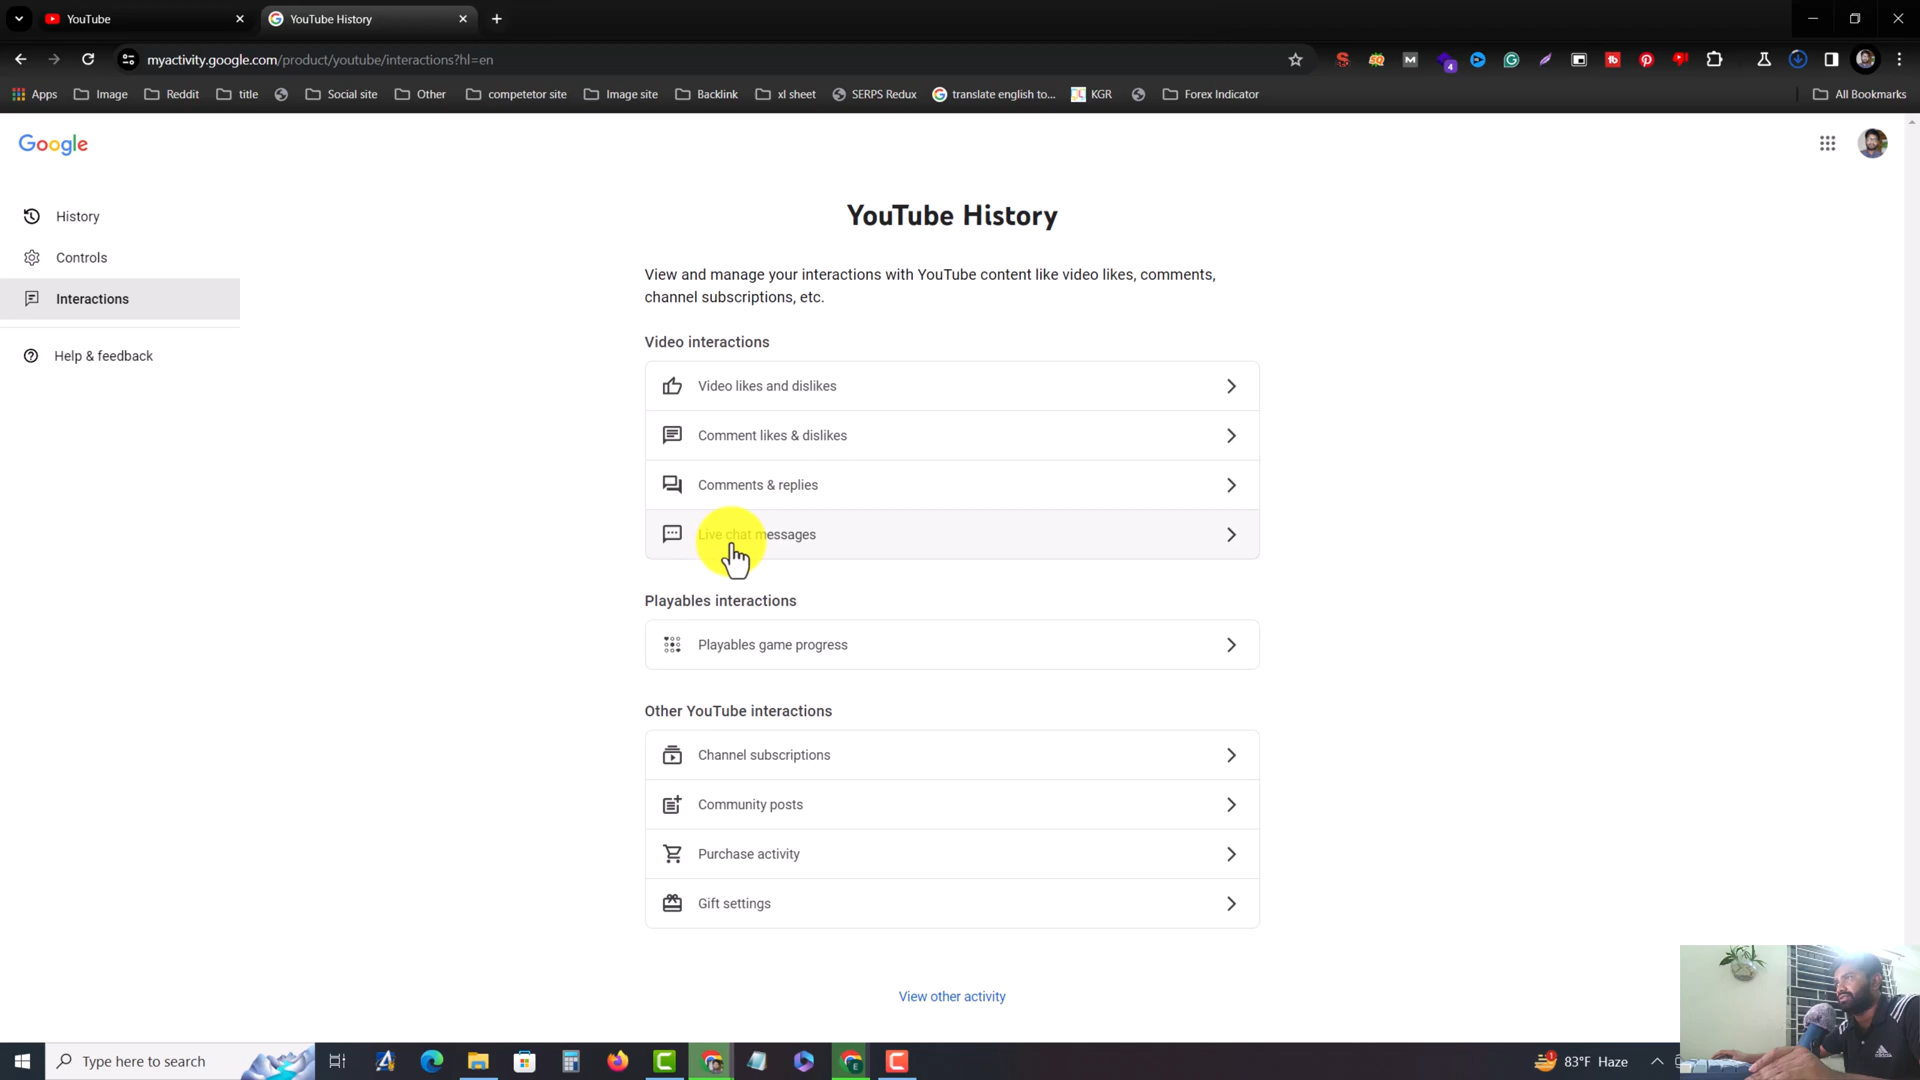 YouTube
YouTube History
myactivity.google.com/product/youtube/interactions?hl=en
4
Apps
Image
Reddit
title
Social site
Other
competetor site
Image site
Backlink
xl sheet
SERPS Redux
translate english to...
KGR
Forex Indicator
All Bookmarks
Google
History
Controls
Interactions
Help & feedback
YouTube History
View and manage your interactions with YouTube content like video likes, comments,
channel subscriptions, etc.
Video interactions
Video likes and dislikes
Comment likes & dislikes
Comments & replies
Live chat messages
Playables interactions
Playables game progress
Other YouTube interactions
Channel subscriptions
Community posts
Purchase activity
Gift settings
View other activity
Type here to search
83°F Haze